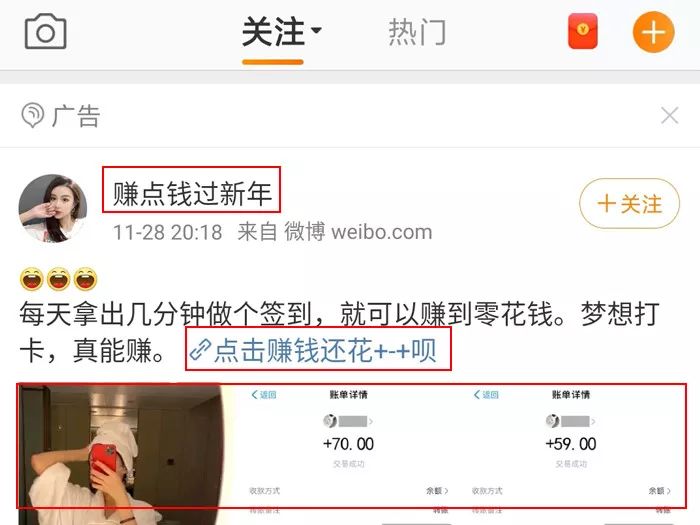 关注
热门
广告
赚点钱过新年
+关注
11-28 20:18 来自 微博 weibo.com
每天拿出几分钟做个签到，就可以赚到零花钱。梦想打
卡，真能赚。点击赚钱还花+-+呗
返回 账单详情
+70.00
交易成功
收款方式 余额
返回 账单详情
+59.00
交易成功
收款方式 余额